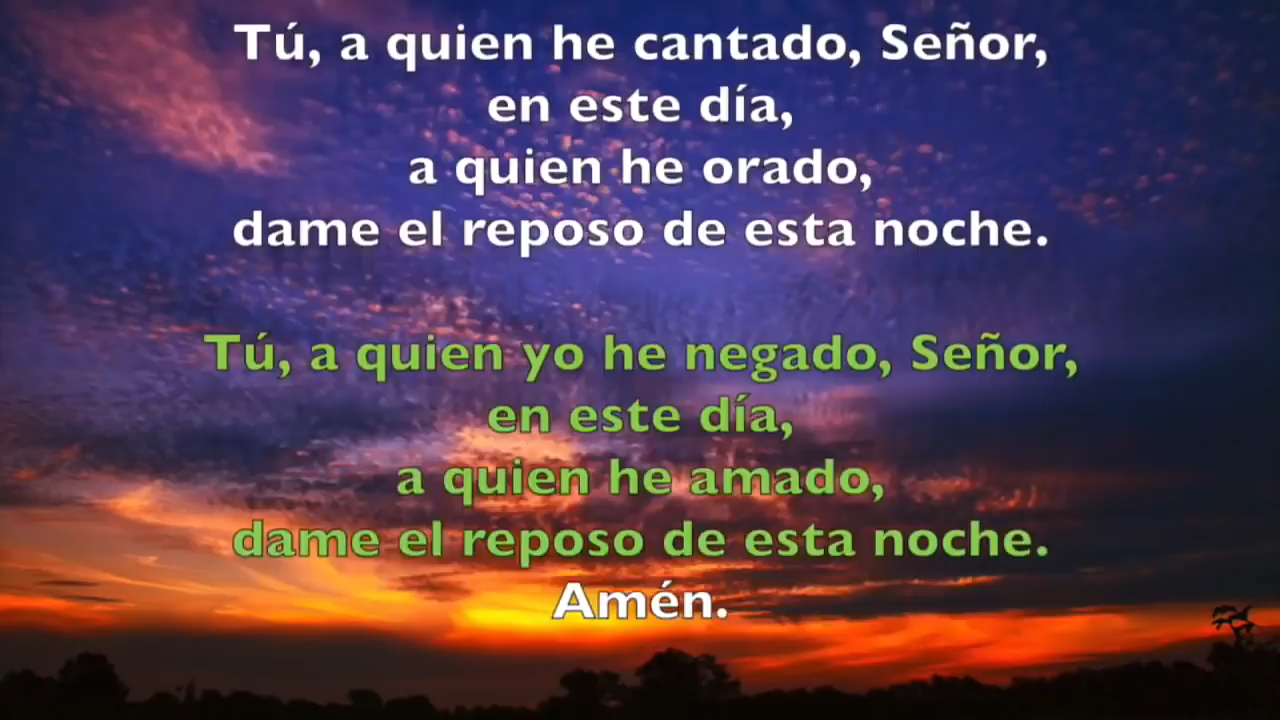 Tú, a quien he cantado, Señor,
en este día,
a quien he orado,
dame el reposo de esta noche.
Tú, a quien yo he negado, Señor,
en este día,
a quien he amado,
dame el reposo de esta noche.
Amén.